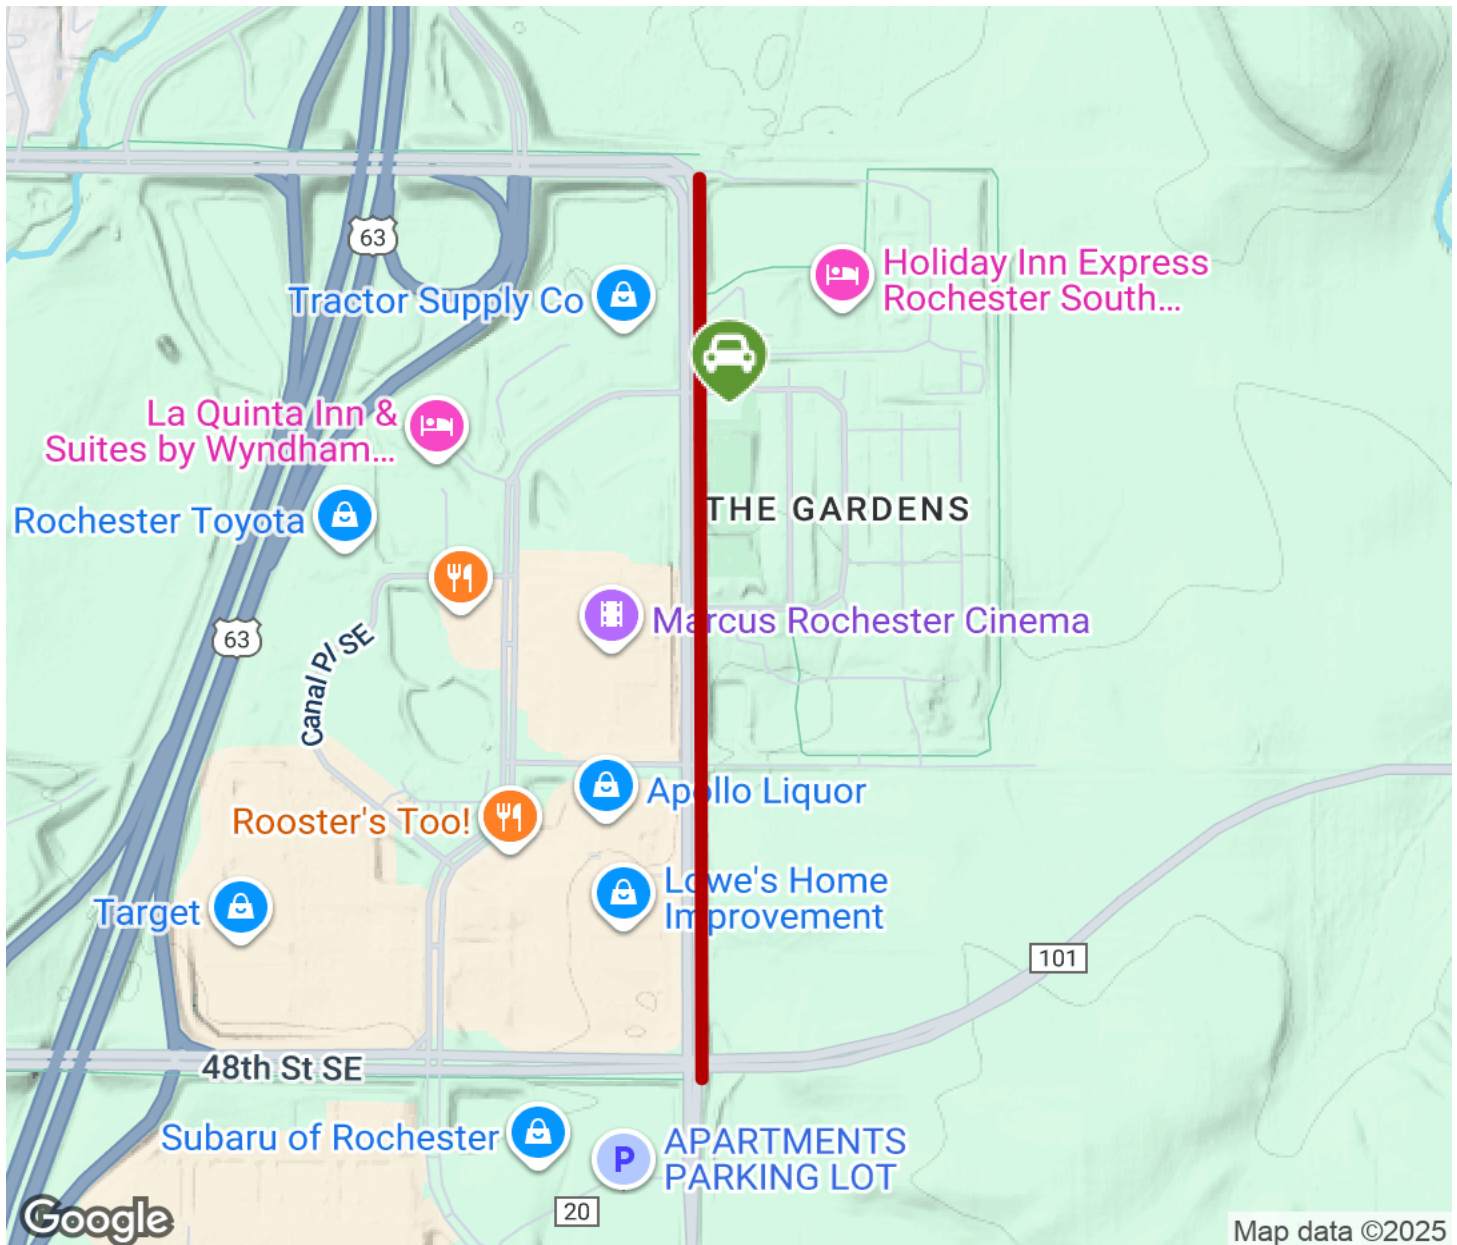 63
Holiday Inn Express
Rochester South...
Tractor Supply Co
La Quinta Inn &
Suites by Wyndham...
Rochester Toyota
THE GARDENS
Marcus Rochester Cinema
63
Canal Pl SE
Apollo Liquor
Rooster's Too!
Lowe's Home
Improvement
Target
101
48th St SE
Subaru of Rochester
P
APARTMENTS
PARKING LOT
20
Google
Map data ©2025